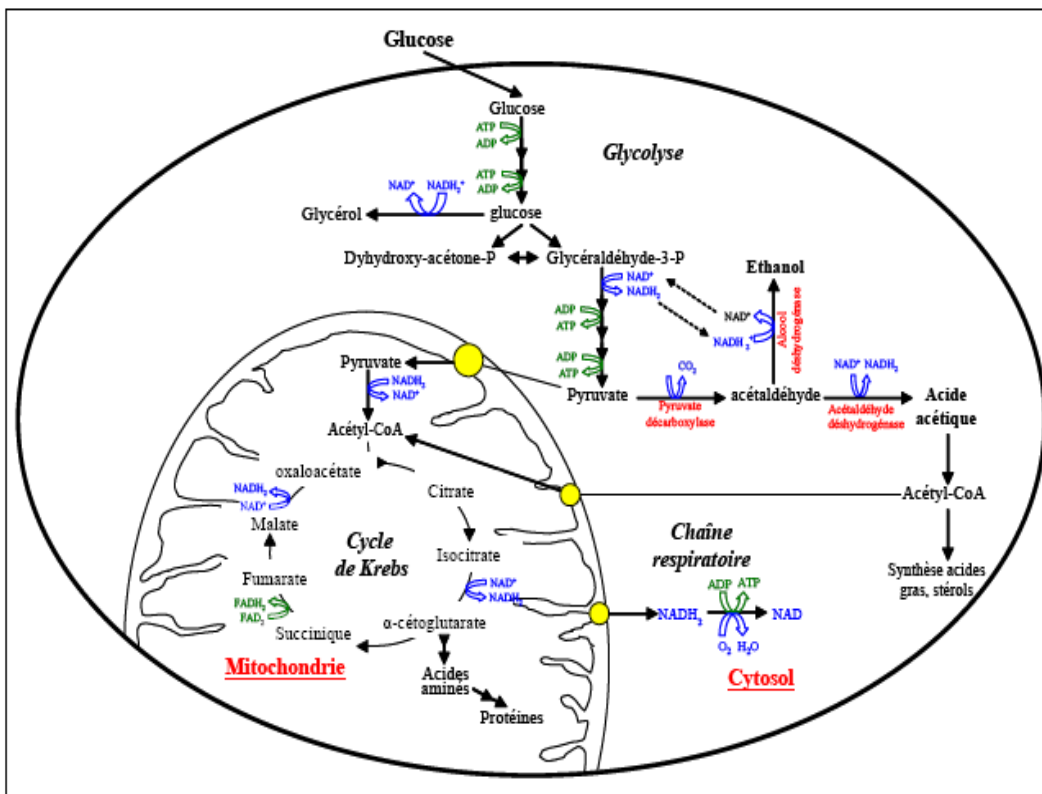 Glucose
Glucose
ATP
ADP
Glycolyse
ATP
ADP
NAD⁺ NADH₂⁺
Glycérol
glucose
Dyhydroxy-acétone-P
Glycéraldéhyde-3-P
Ethanol
NAD⁺
NADH₂
ADP
ATP
NAD⁺
NADH₂⁺
Alcool
déshydrogénase
ADP
ATP
Pyruvate
NADH₂
NAD⁺
Pyruvate
CO₂
Pyruvate
décarboxylase
acétaldéhyde
NAD⁺ NADH₂
Acétaldéhyde
déshydrogénase
Acide
acétique
Acétyl-CoA
oxaloacétate
Citrate
NADH₂
NAD⁺
Malate
Acétyl-CoA
Cycle
de Krebs
Isocitrate
Chaîne
respiratoire
Fumarate
NAD⁺
NADH₂
Synthèse acides
gras, stérols
FADH₂
FAD₂
Succinique
α-cétoglutarate
ADP ATP
NADH₂
NAD
O₂ H₂O
Mitochondrie
Acides
aminés
Cytosol
Protéines